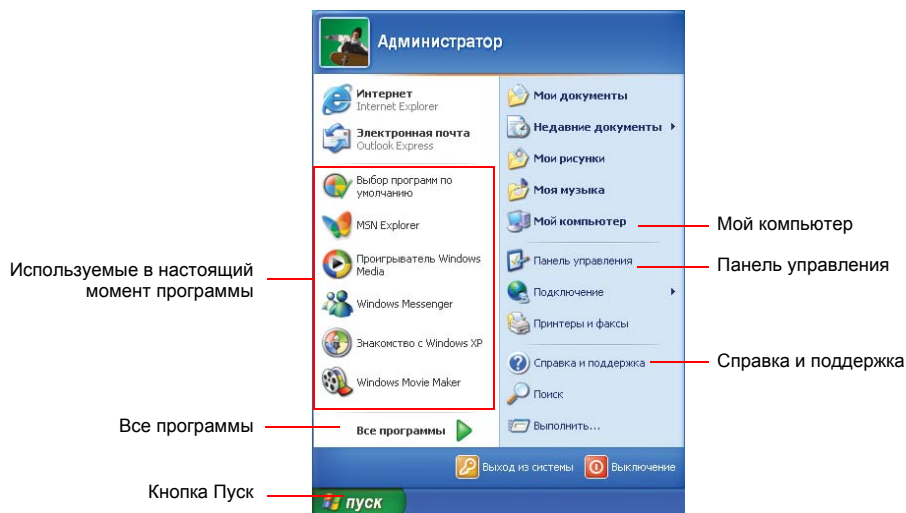 Администратор
Интернет
Internet Explorer
Электронная почта
Outlook Express
Выбор программ по
умолчанию
MSN Explorer
Проигрыватель Windows
Media
Windows Messenger
Знакомство с Windows XP
Windows Movie Maker
Все программы
Мои документы
Недавние документы
Мои рисунки
Моя музыка
Мой компьютер
Панель управления
Подключение
Принтеры и факсы
Справка и поддержка
Поиск
Выполнить...
Выход из системы
Выключение
пуск
Используемые в настоящий
момент программы
Все программы
Кнопка Пуск
Мой компьютер
Панель управления
Справка и поддержка